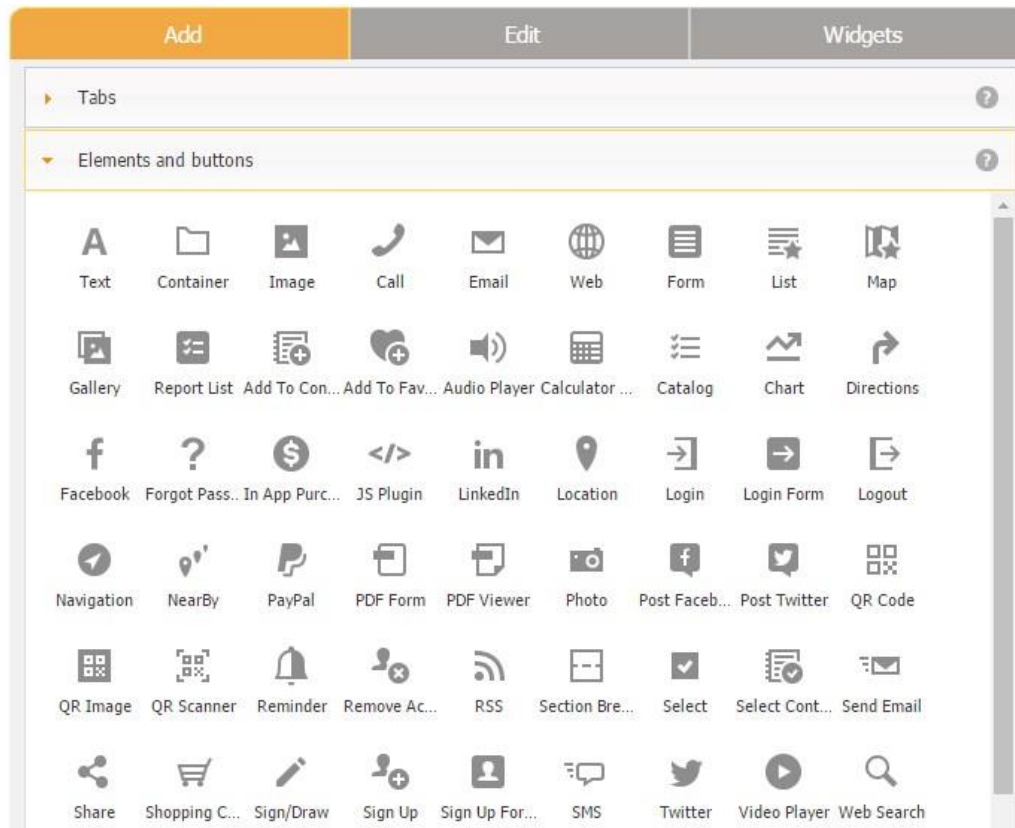 Add Edit Widgets
Tabs ?
Elements and buttons ?
Text Container Image Call Email Web Form List Map
Gallery Report List Add To Con... Add To Fav... Audio Player Calculator ... Catalog Chart Directions
Facebook Forgot Pass.. In App Purc... JS Plugin LinkedIn Location Login Login Form Logout
Navigation NearBy PayPal PDF Form PDF Viewer Photo Post Faceb... Post Twitter QR Code
QR Image QR Scanner Reminder Remove Ac... RSS Section Bre... Select Select Cont... Send Email
Share Shopping C... Sign/Draw Sign Up Sign Up For... SMS Twitter Video Player Web Search